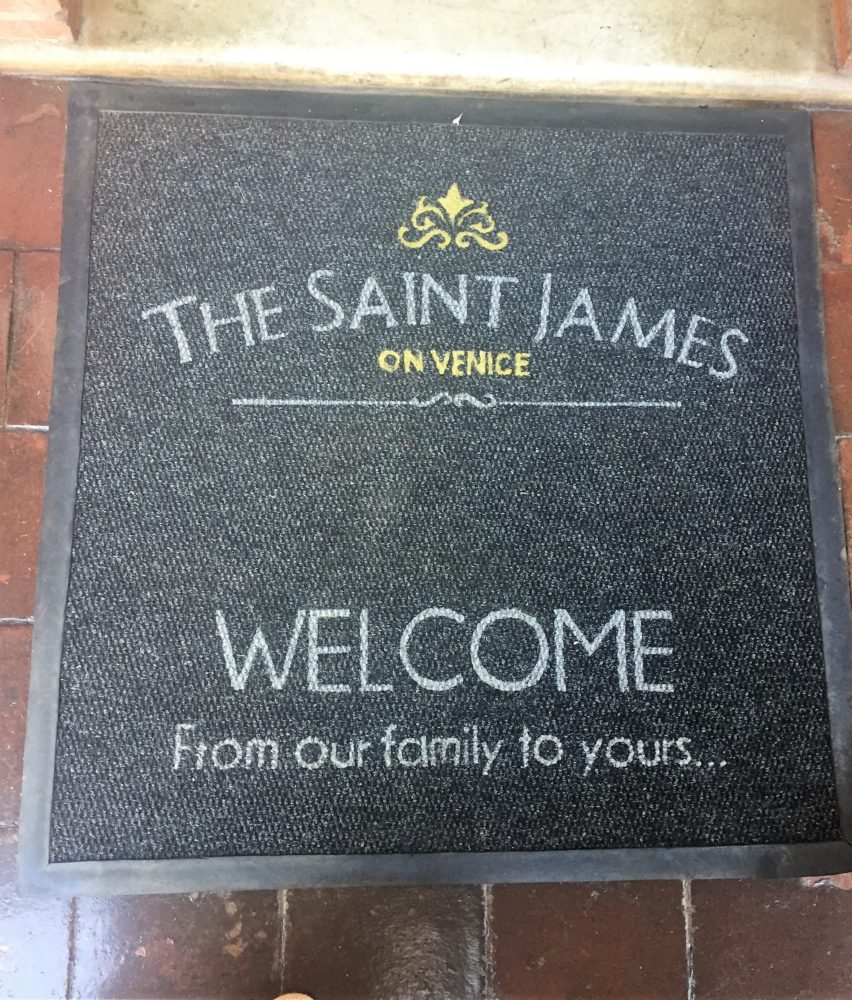 THE SAINT JAMES
ON VENICE
WELCOME
From our family to yours...